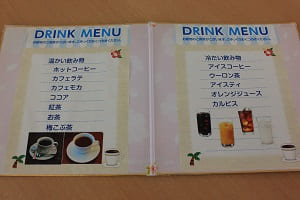 DRINK MENU
温かい飲み物
ホットコーヒー
カフェラテ
カフェモカ
ココア
紅茶
お茶
梅こぶ茶
DRINK MENU
冷たい飲み物
アイスコーヒー
ウーロン茶
アイスティ
オレンジジュース
カルピス